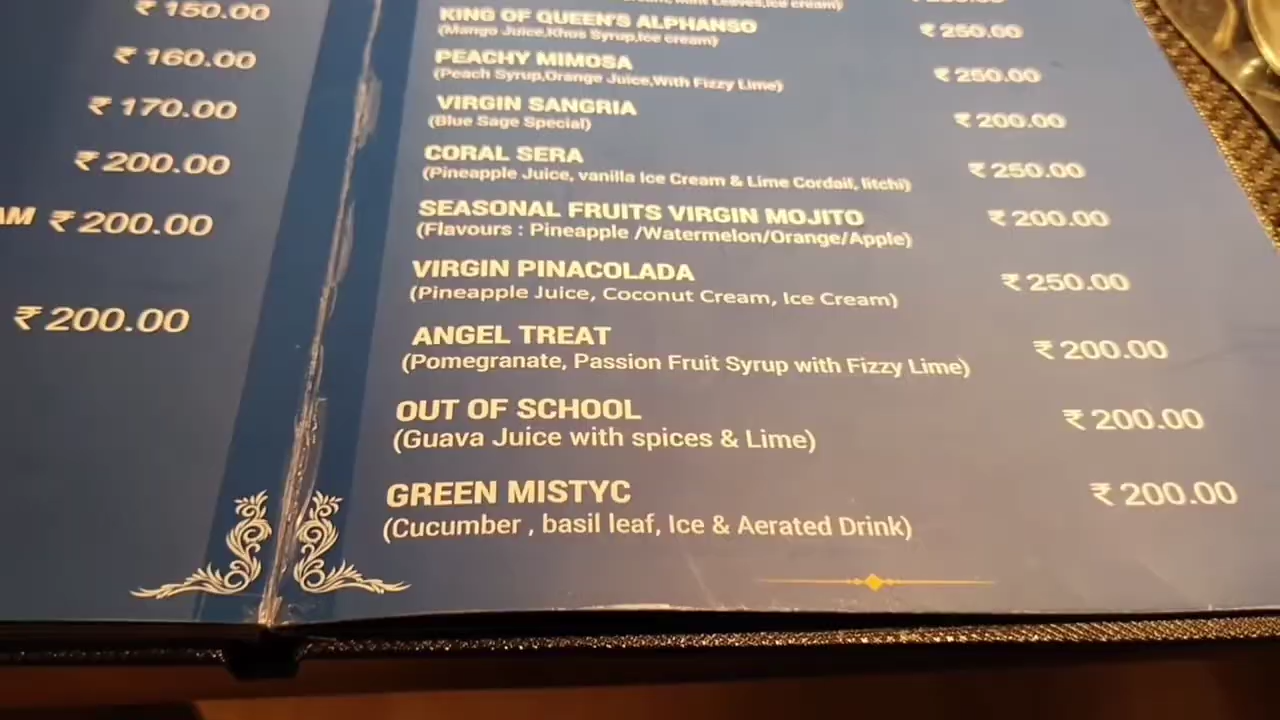 ₹ 150.00
₹ 160.00
₹ 170.00
₹ 200.00
AM ₹ 200.00
₹ 200.00
KING OF QUEEN'S ALPHANSO ₹ 250.00
(Mango Juice,Khus Syrup,Ice cream)
PEACHY MIMOSA ₹ 250.00
(Peach Syrup,Orange Juice,With Fizzy Lime)
VIRGIN SANGRIA ₹ 200.00
(Blue Sage Special)
CORAL SERA ₹ 250.00
(Pineapple Juice, vanilla Ice Cream & Lime Cordail, litchi)
SEASONAL FRUITS VIRGIN MOJITO ₹ 200.00
(Flavours : Pineapple /Watermelon/Orange/Apple)
VIRGIN PINACOLADA ₹ 250.00
(Pineapple Juice, Coconut Cream, Ice Cream)
ANGEL TREAT ₹ 200.00
(Pomegranate, Passion Fruit Syrup with Fizzy Lime)
OUT OF SCHOOL ₹ 200.00
(Guava Juice with spices & Lime)
GREEN MISTYC ₹ 200.00
(Cucumber , basil leaf, Ice & Aerated Drink)